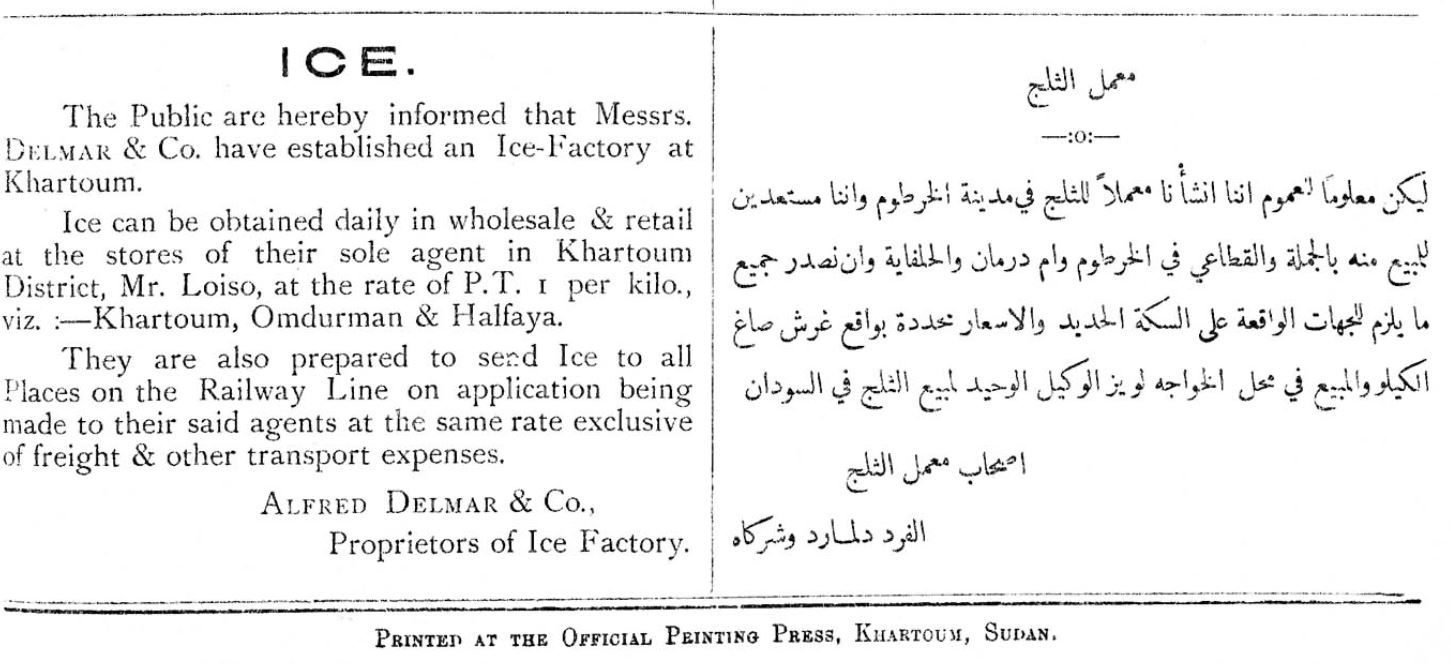 ICE.
The Public are hereby informed that Messrs.
DELMAR & Co. have established an Ice-Factory at
Khartoum.
Ice can be obtained daily in wholesale & retail
at the stores of their sole agent in Khartoum
District, Mr. Loiso, at the rate of P.T. 1 per kilo.,
viz. :—Khartoum, Omdurman & Halfaya.
They are also prepared to send Ice to all
Places on the Railway Line on application being
made to their said agents at the same rate exclusive
of freight & other transport expenses.
ALFRED DELMAR & Co.,
Proprietors of Ice Factory.
معمل الثلج
—:o:—
ليكن معلوماً لعموم اننا انشأنا معملاً للثلج في مدينة الخرطوم واننا مستعدين
للبيع منه بالجملة والقطاعي في الخرطوم وام درمان والحلفاية وان نصدر جميع
ما يلزم للجهات الواقعة على السكة الحديد والاسعار محددة بواقع غرش صاغ
الكيلو والمبيع في محل الخواجه لويز الوكيل الوحيد لمبيع الثلج في السودان
اصحاب معمل الثلج
الفرد دلمارد وشركاه
PRINTED AT THE OFFICIAL PRINTING PRESS, KHARTOUM, SUDAN.